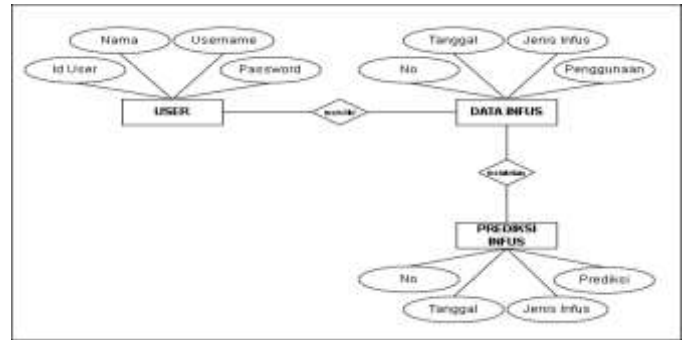 Nama
Username
Id User
Password
USER
Tanggal
Jenis Infus
No
Penggunaan
DATA INFUS
PREDIKSI
INFUS
No
Prediksi
Tanggal
Jenis Infus